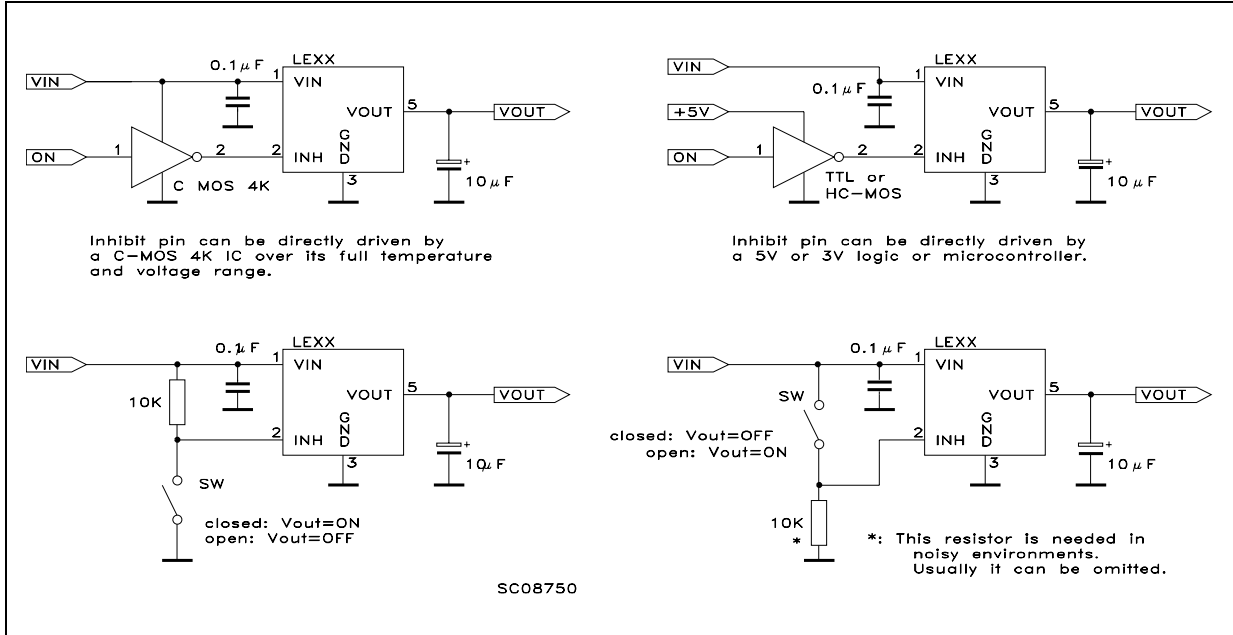 LEXX
0.1μF
VIN
1
VIN
VOUT
5
VOUT
GND
ON
1
2
2
INH
3
+
10μF
C MOS 4K
Inhibit pin can be directly driven by
a C-MOS 4K IC over its full temperature
and voltage range.
LEXX
VIN
1
VIN
0.1μF
+5V
VOUT
5
VOUT
GND
ON
1
2
2
INH
3
+
10μF
TTL or
HC-MOS
Inhibit pin can be directly driven by
a 5V or 3V logic or microcontroller.
LEXX
0.1μF
VIN
1
VIN
VOUT
5
VOUT
10K
GND
2
INH
3
+
10μF
SW
closed: Vout=ON
open: Vout=OFF
LEXX
0.1μF
VIN
1
VIN
SW
VOUT
5
VOUT
GND
closed: Vout=OFF
open: Vout=ON
2
INH
3
+
10μF
10K
*
*: This resistor is needed in
noisy environments.
Usually it can be omitted.
SC08750